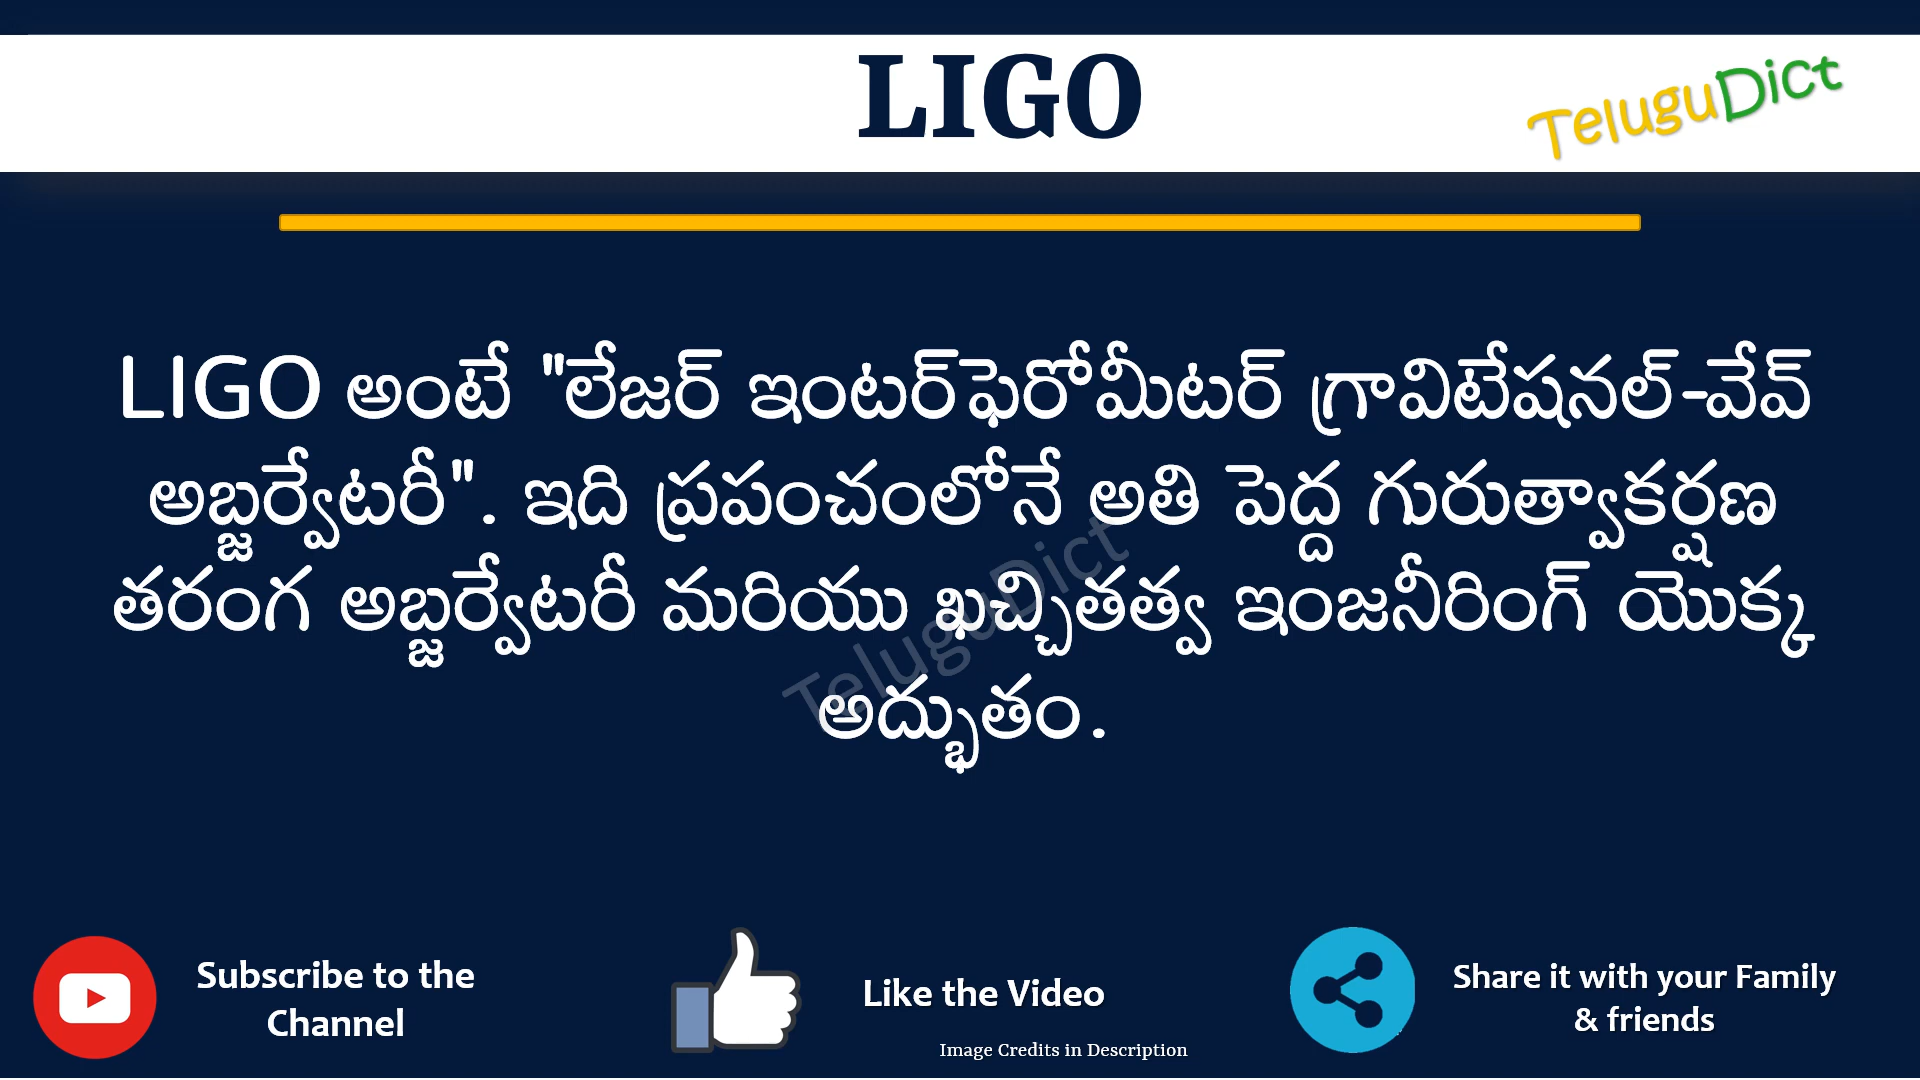 LIGO
TeluguDict
LIGO అంటే "లేజర్ ఇంటర్‌ఫెరోమీటర్ గ్రావిటేషనల్-వేవ్
అబ్జర్వేటరీ". ఇది ప్రపంచంలోనే అతి పెద్ద గురుత్వాకర్షణ
తరంగ అబ్జర్వేటరీ మరియు ఖచ్చితత్వ ఇంజనీరింగ్ యొక్క
అద్భుతం.
TeluguDict
Subscribe to the
Channel
Like the Video
Share it with your Family
& friends
Image Credits in Description